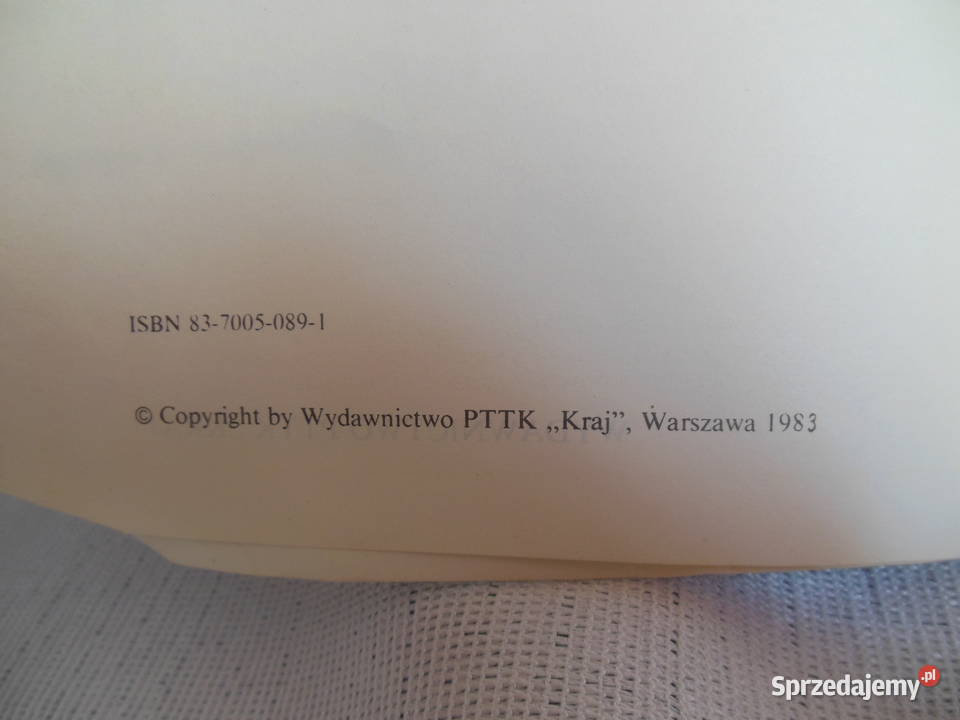 ISBN 83-7005-089-1
© Copyright by Wydawnictwo PTTK „Kraj”, Warszawa 1983
Sprzedajemy.pl